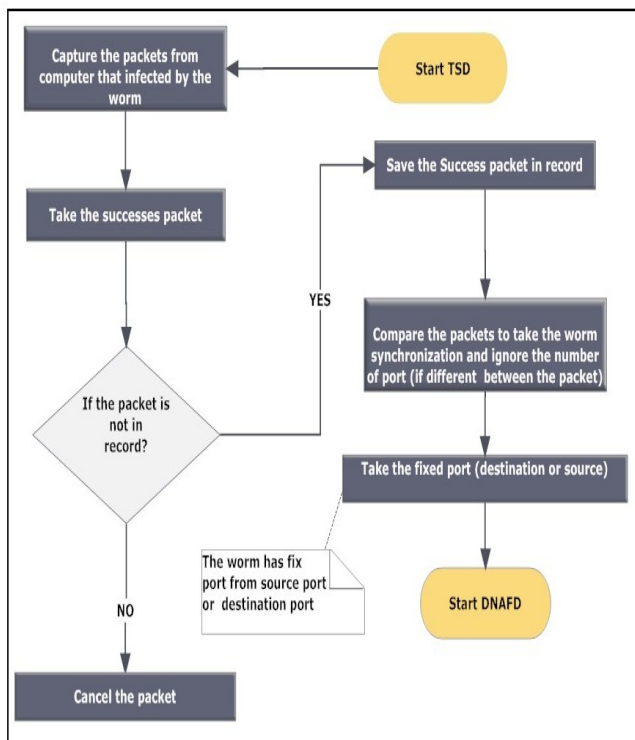 Start TSD
Capture the packets from
computer that infected by the
worm
Take the successes packet
If the packet is
not in
record?
YES
Save the Success packet in record
Compare the packets to take the worm
synchronization and ignore the number
of port (if different between the packet)
Take the fixed port (destination or source)
The worm has fix
port from source port
or destination port
Start DNAFD
NO
Cancel the packet